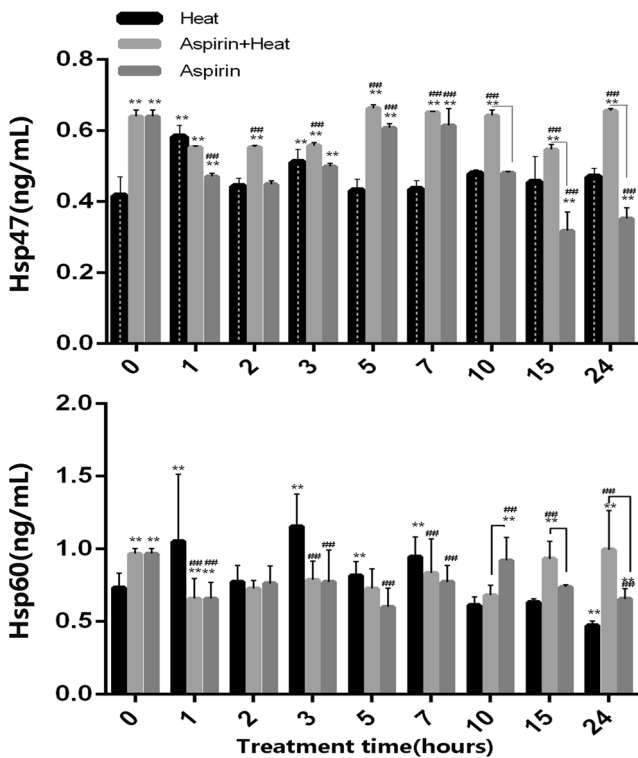 Heat
Aspirin+Heat
Aspirin
Hsp47(ng/mL)
0.8
0.6
0.4
0.2
0.0
** ** ** ** ## ** ## ** ** ## ** ** ## ** ## ** ## ** ## ** ## ** ## ** ## ** ## ** ## **
0 1 2 3 5 7 10 15 24
Hsp60(ng/mL)
2.0
1.5
1.0
0.5
0.0
** ** ** ## ** ## ** ** ## ## ** ## ** ## ## ## ** ## ** ** ## ** ** ##
0 1 2 3 5 7 10 15 24
Treatment time(hours)